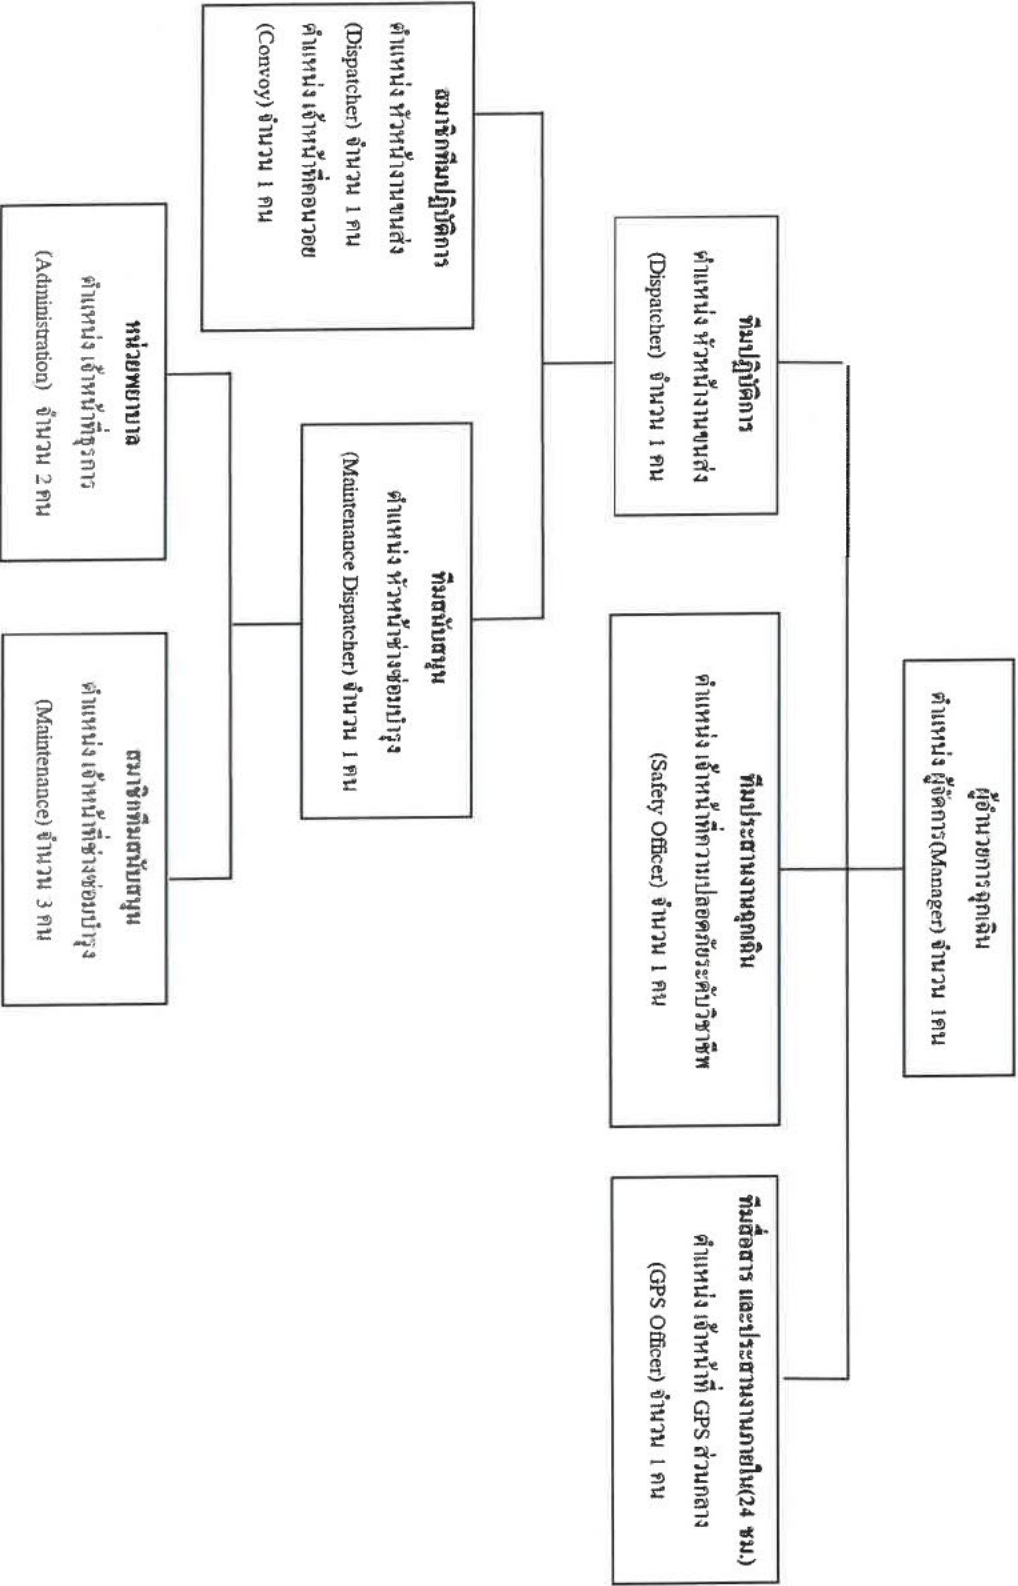 ผู้อำนวยการฉุกเฉิน
ตำแหน่ง ผู้จัดการ(Manager) จำนวน 1คน
ทีมปฏิบัติการ
ตำแหน่ง หัวหน้างานขนส่ง
(Dispatcher) จำนวน 1 คน
ทีมประสานงานฉุกเฉิน
ตำแหน่ง เจ้าหน้าที่ความปลอดภัยระดับวิชาชีพ
(Safety Officer) จำนวน 1 คน
ทีมสื่อสาร และประสานงานภายใน(24 ชม.)
ตำแหน่ง เจ้าหน้าที่ GPS ส่วนกลาง
(GPS Officer) จำนวน 1 คน
สมาชิกทีมปฏิบัติการ
ตำแหน่ง หัวหน้างานขนส่ง
(Dispatcher) จำนวน 1 คน
ตำแหน่ง เจ้าหน้าที่คอนวอย
(Convoy) จำนวน 1 คน
ทีมสนับสนุน
ตำแหน่ง หัวหน้าช่างซ่อมบำรุง
(Maintenance Dispatcher) จำนวน 1 คน
หน่วยพยาบาล
ตำแหน่ง เจ้าหน้าที่ธุรการ
(Administration) จำนวน 2 คน
สมาชิกทีมสนับสนุน
ตำแหน่ง เจ้าหน้าที่ช่างซ่อมบำรุง
(Maintenance) จำนวน 3 คน